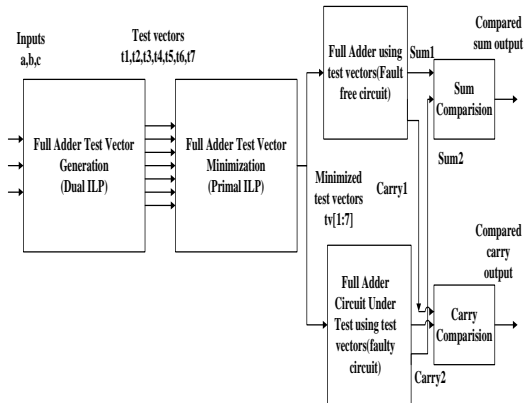 Inputs
a,b,c
Test vectors
t1,t2,t3,t4,t5,t6,t7
Full Adder Test Vector
Generation
(Dual ILP)
Full Adder Test Vector
Minimization
(Primal ILP)
Full Adder using
test vectors(Fault
free circuit)
Sum1
Compared
sum output
Sum
Comparision
Sum2
Carry1
Minimized
test vectors
tv[1:7]
Full Adder
Circuit Under
Test using test
vectors(faulty
circuit)
Compared
carry
output
Carry
Comparision
Carry2